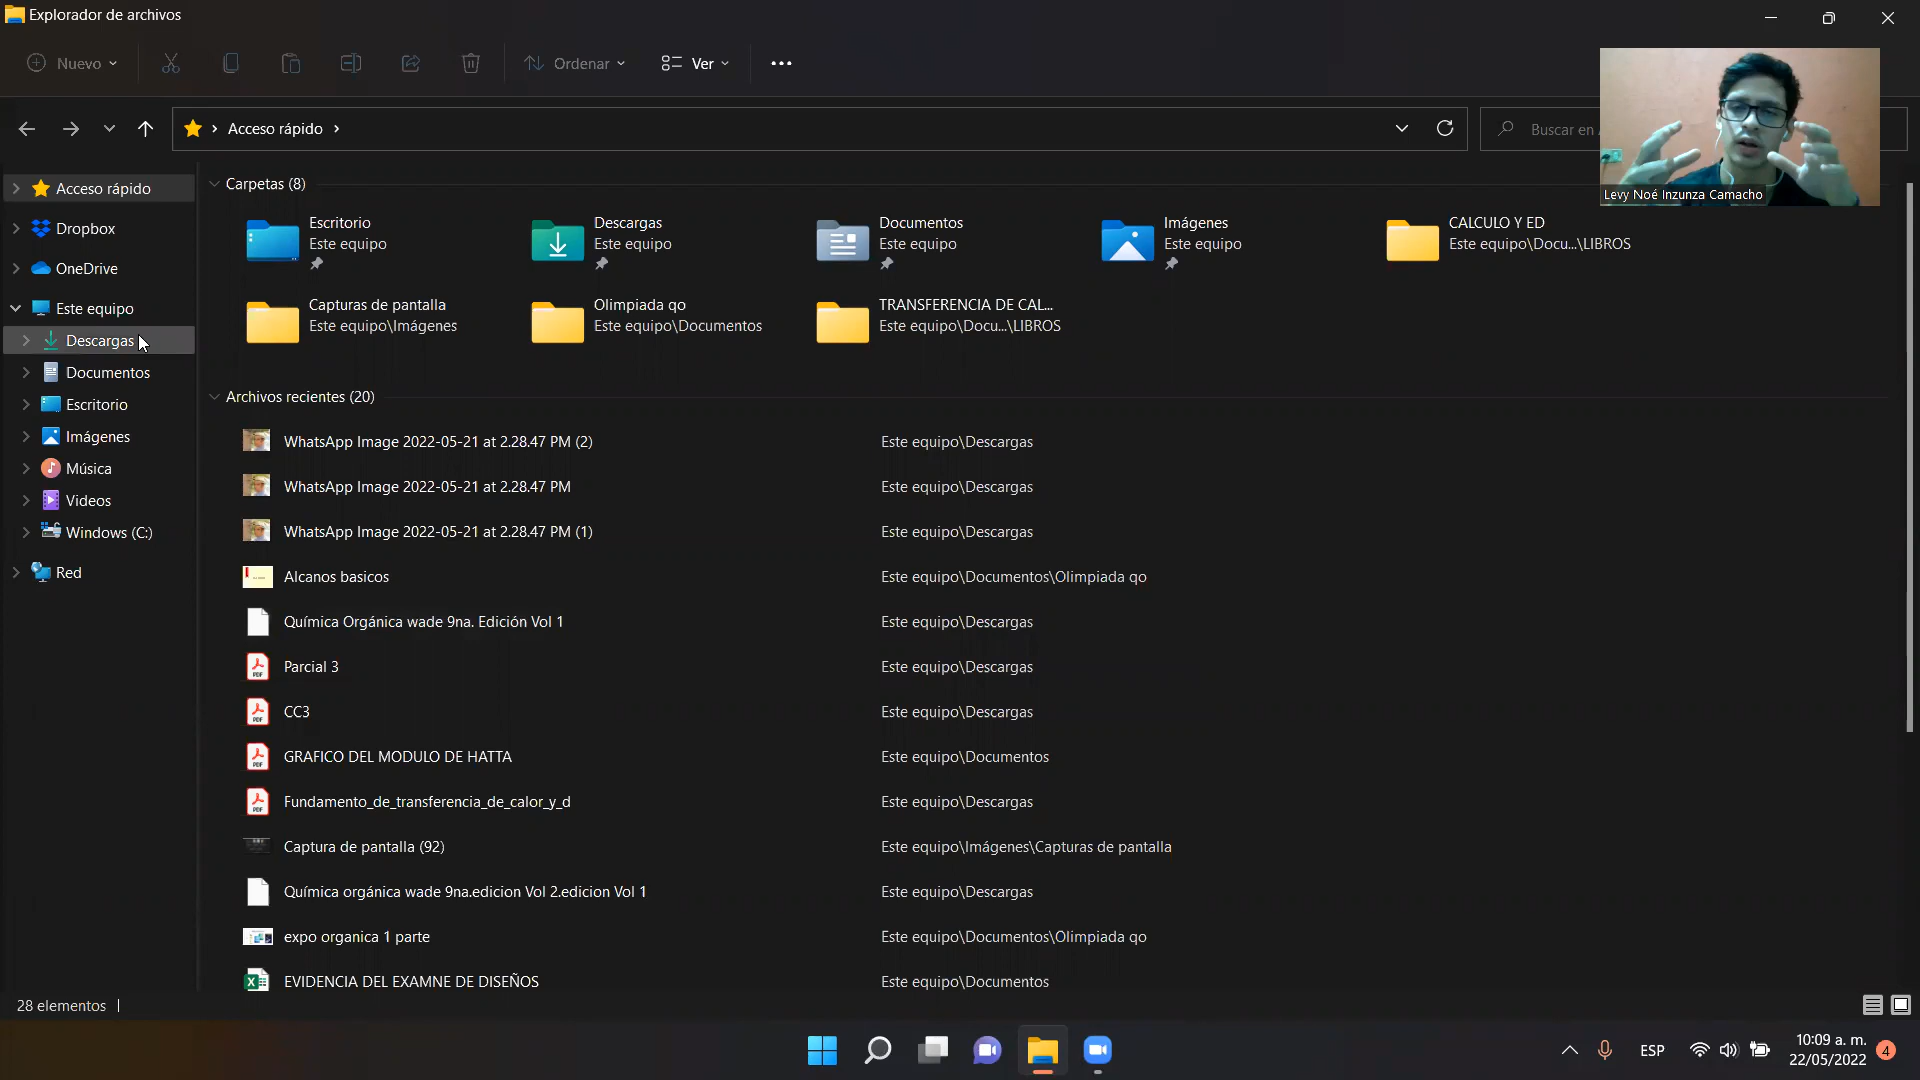 Explorador de archivos
Nuevo
Ordenar
Ver
Acceso rápido
Buscar en
Levy Noé Inzunza Camacho
Acceso rápido
Dropbox
OneDrive
Este equipo
Descargas
Documentos
Escritorio
Imágenes
Música
Videos
Windows (C:)
Red
Carpetas (8)
Escritorio
Este equipo
Descargas
Este equipo
Documentos
Este equipo
Imágenes
Este equipo
CALCULO Y ED
Este equipo\Docu...\LIBROS
Capturas de pantalla
Este equipo\Imágenes
Olimpiada qo
Este equipo\Documentos
TRANSFERENCIA DE CAL...
Este equipo\Docu...\LIBROS
Archivos recientes (20)
WhatsApp Image 2022-05-21 at 2.28.47 PM (2) Este equipo\Descargas
WhatsApp Image 2022-05-21 at 2.28.47 PM Este equipo\Descargas
WhatsApp Image 2022-05-21 at 2.28.47 PM (1) Este equipo\Descargas
Alcanos basicos Este equipo\Documentos\Olimpiada qo
Química Orgánica wade 9na. Edición Vol 1 Este equipo\Descargas
Parcial 3 Este equipo\Descargas
CC3 Este equipo\Descargas
GRAFICO DEL MODULO DE HATTA Este equipo\Documentos
Fundamento_de_transferencia_de_calor_y_d Este equipo\Descargas
Captura de pantalla (92) Este equipo\Imágenes\Capturas de pantalla
Química orgánica wade 9na.edicion Vol 2.edicion Vol 1 Este equipo\Descargas
expo organica 1 parte Este equipo\Documentos\Olimpiada qo
EVIDENCIA DEL EXAMNE DE DISEÑOS Este equipo\Documentos
28 elementos
ESP
10:09 a. m.
22/05/2022
4